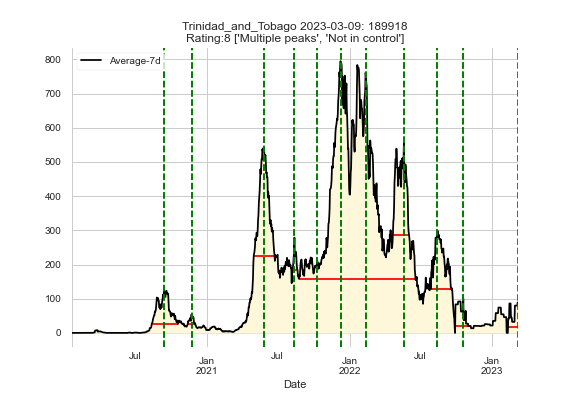 Trinidad_and_Tobago 2023-03-09: 189918
Rating:8 ['Multiple peaks', 'Not in control']
Average-7d
800
700
600
500
400
300
200
100
0
Jul
Jan
2021
Jul
Jan
2022
Jul
Jan
2023
Date